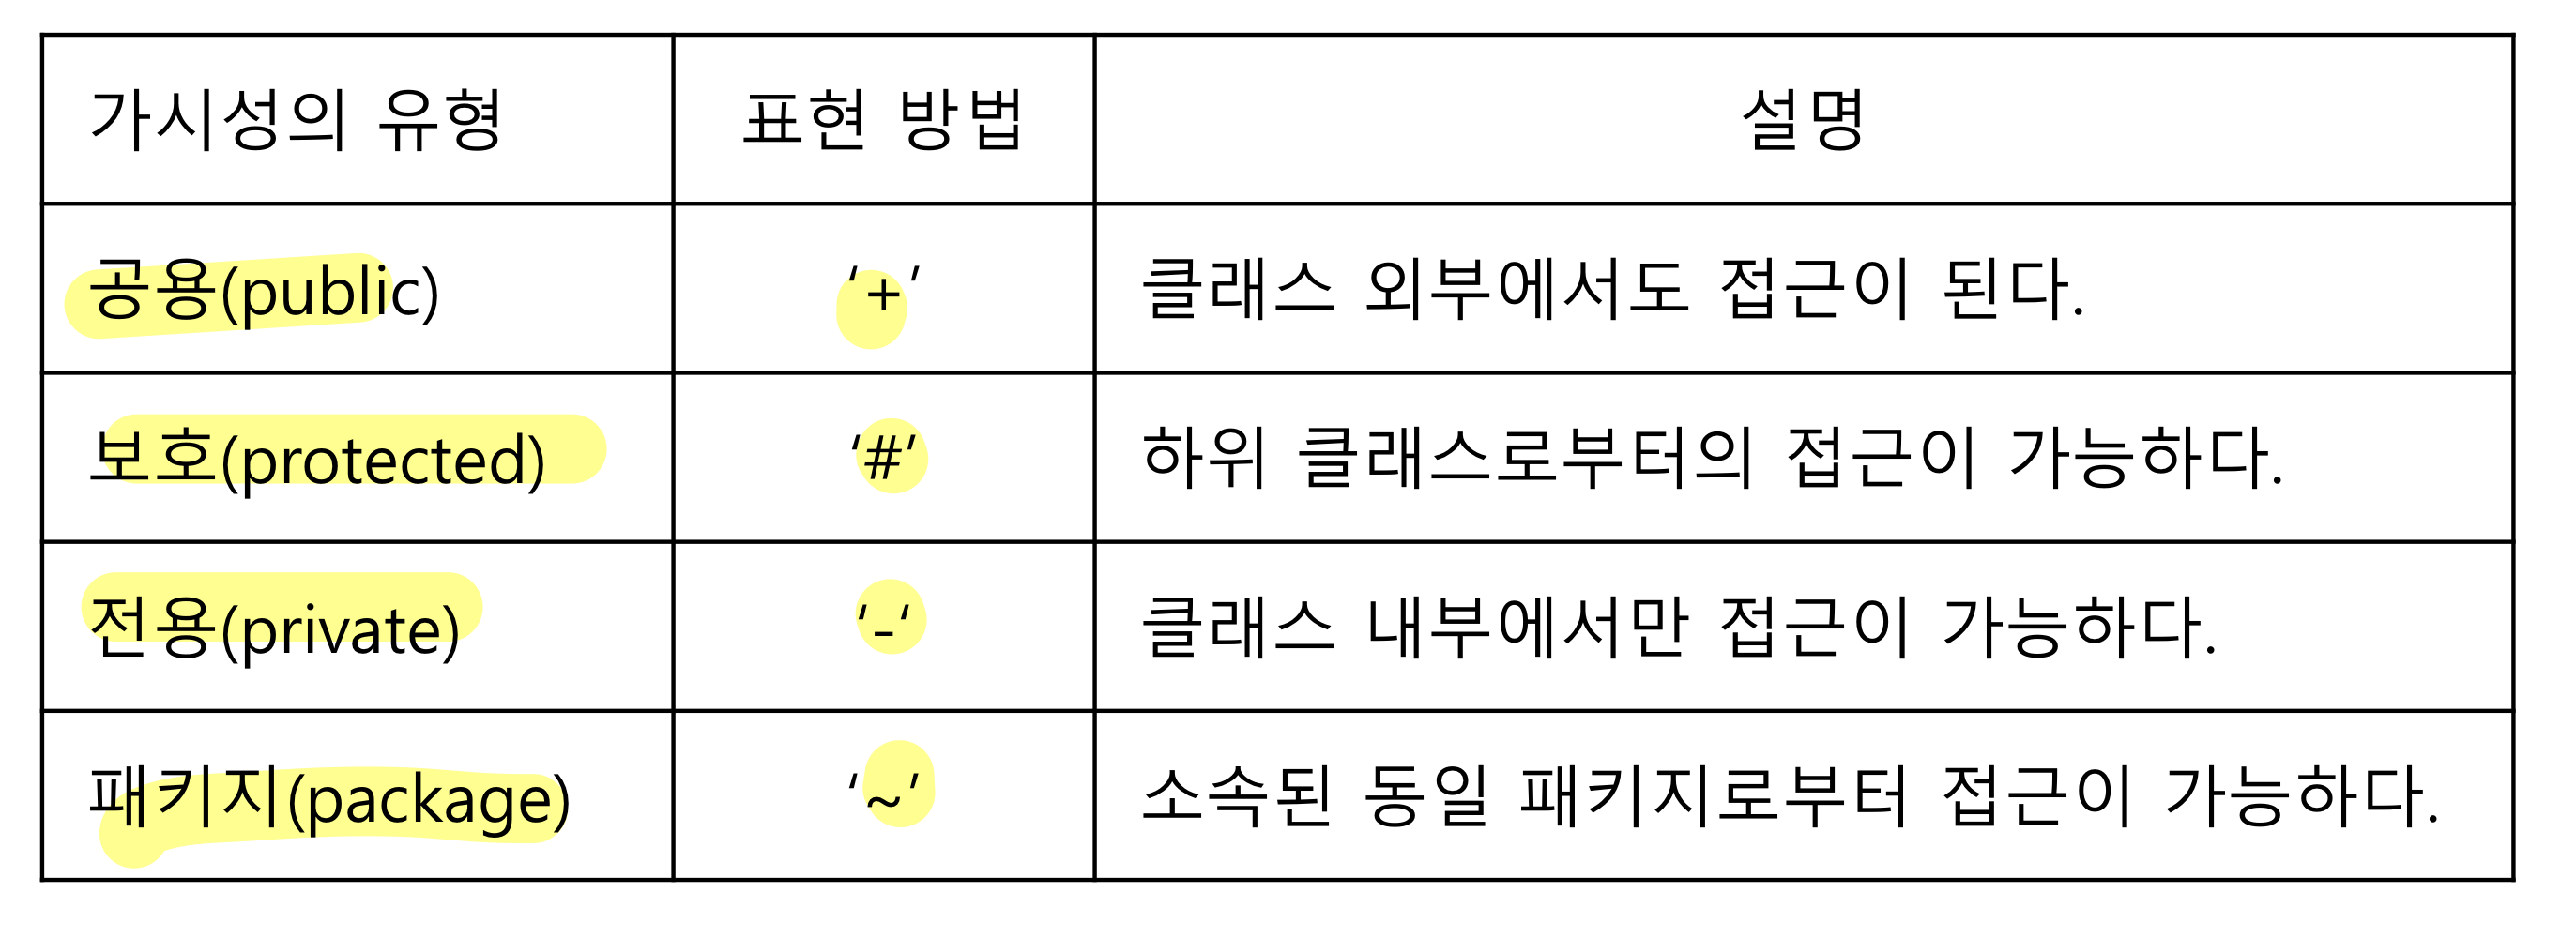 가시성의 유형 표현 방법 설명
공용(public) '+' 클래스 외부에서도 접근이 된다.
보호(protected) '#' 하위 클래스로부터의 접근이 가능하다.
전용(private) '-' 클래스 내부에서만 접근이 가능하다.
패키지(package) '~' 소속된 동일 패키지로부터 접근이 가능하다.